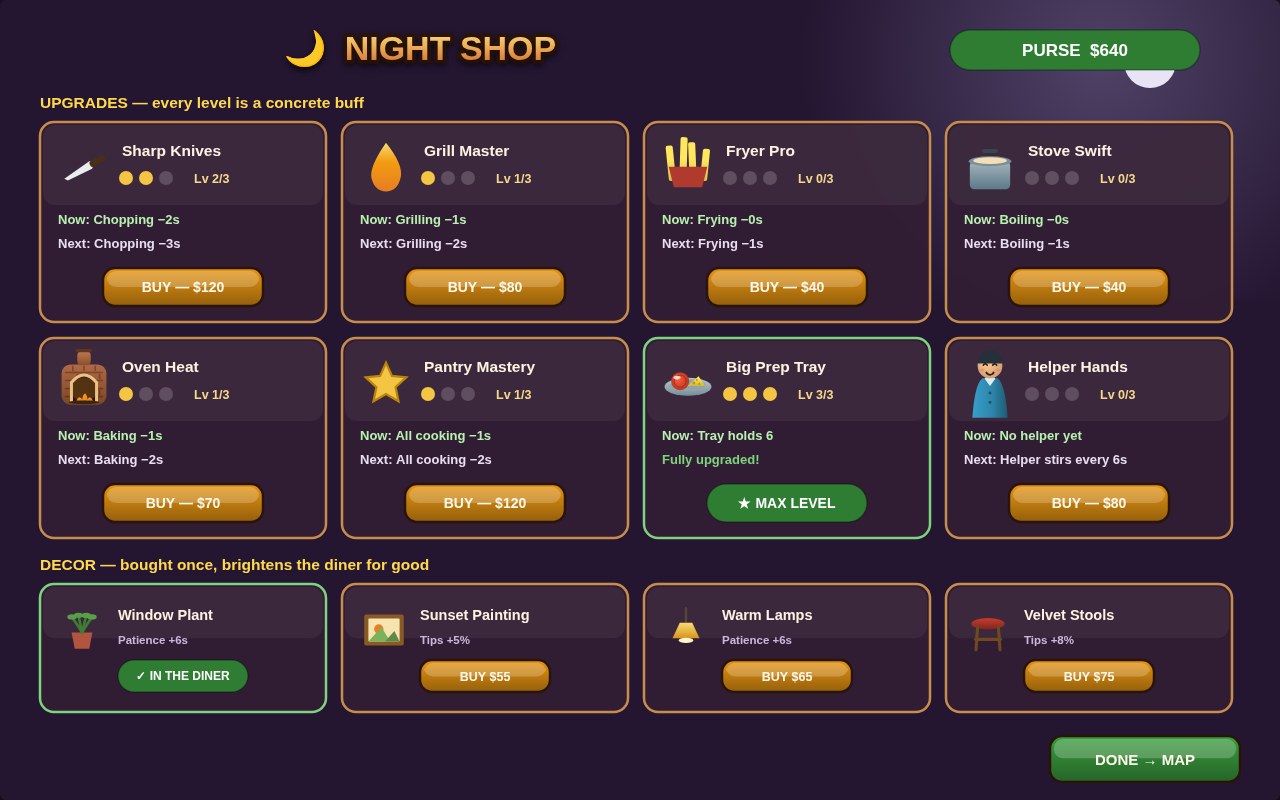 🌙 NIGHT SHOP
PURSE $640
UPGRADES — every level is a concrete buff
Sharp Knives
Lv 2/3
Now: Chopping −2s
Next: Chopping −3s
BUY — $120
Grill Master
Lv 1/3
Now: Grilling −1s
Next: Grilling −2s
BUY — $80
Fryer Pro
Lv 0/3
Now: Frying −0s
Next: Frying −1s
BUY — $40
Stove Swift
Lv 0/3
Now: Boiling −0s
Next: Boiling −1s
BUY — $40
Oven Heat
Lv 1/3
Now: Baking −1s
Next: Baking −2s
BUY — $70
Pantry Mastery
Lv 1/3
Now: All cooking −1s
Next: All cooking −2s
BUY — $120
Big Prep Tray
Lv 3/3
Now: Tray holds 6
Fully upgraded!
★ MAX LEVEL
Helper Hands
Lv 0/3
Now: No helper yet
Next: Helper stirs every 6s
BUY — $80
DECOR — bought once, brightens the diner for good
Window Plant
Patience +6s
✓ IN THE DINER
Sunset Painting
Tips +5%
BUY $55
Warm Lamps
Patience +6s
BUY $65
Velvet Stools
Tips +8%
BUY $75
DONE → MAP